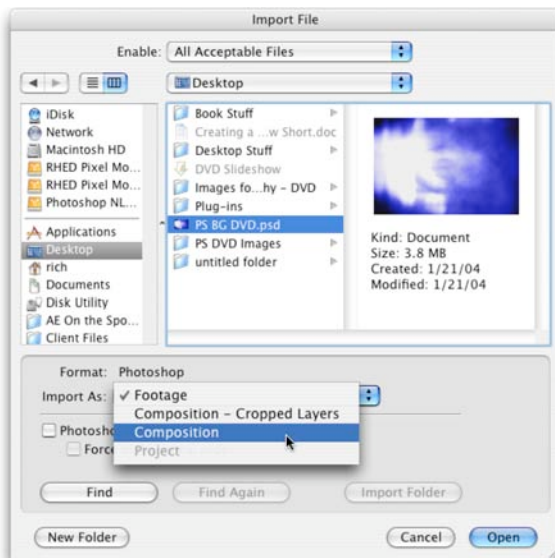 Import File
Enable: All Acceptable Files
Desktop
iDisk
Network
Macintosh HD
RHED Pixel Mo...
RHED Pixel Mo...
Photoshop NL...
Applications
Desktop
rich
Documents
Disk Utility
AE On the Spo...
Client Files
Book Stuff
Creating a ...w Short.doc
Desktop Stuff
DVD Slideshow
Images fo...hy – DVD
Plug-ins
PS BG DVD.psd
PS DVD Images
untitled folder
Kind: Document
Size: 3.8 MB
Created: 1/21/04
Modified: 1/21/04
Format: Photoshop
Import As: ✓ Footage
Composition – Cropped Layers
Composition
Project
Photosho
Force
Find
Find Again
Import Folder
New Folder
Cancel
Open